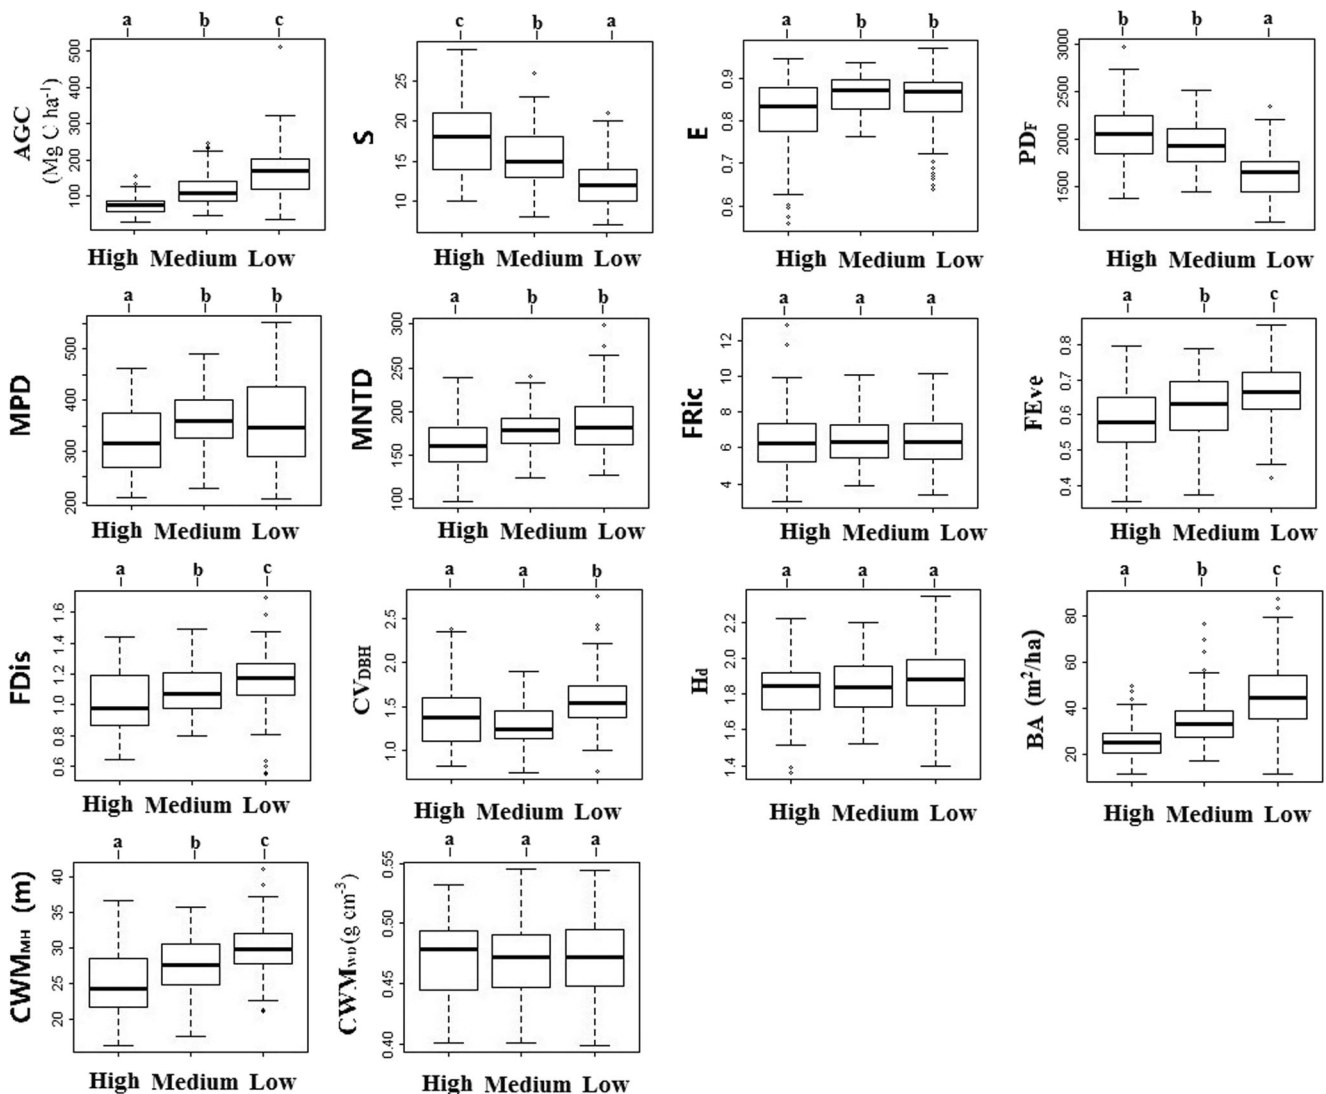 a b c
AGC
(Mg C ha-1)
100 200 300 400 500
High Medium Low
c b a
S
10 15 20 25
High Medium Low
a b b
E
0.6 0.7 0.8 0.9
High Medium Low
b b a
PDF
1500 2000 2500 3000
High Medium Low
a b b
MPD
200 300 400 500
High Medium Low
a b b
MNTD
100 150 200 250 300
High Medium Low
a a a
FRic
4 6 8 10 12
High Medium Low
a b c
FEve
0.4 0.5 0.6 0.7 0.8
High Medium Low
a b c
FDis
0.6 0.8 1.0 1.2 1.4 1.6
High Medium Low
a a b
CVDBH
1.0 1.5 2.0 2.5
High Medium Low
a a a
Hd
1.4 1.6 1.8 2.0 2.2
High Medium Low
a b c
BA (m2/ha)
20 40 60 80
High Medium Low
a b c
CWMMH (m)
20 25 30 35 40
High Medium Low
a a a
CWMWD(g cm-3)
0.40 0.45 0.50 0.55
High Medium Low